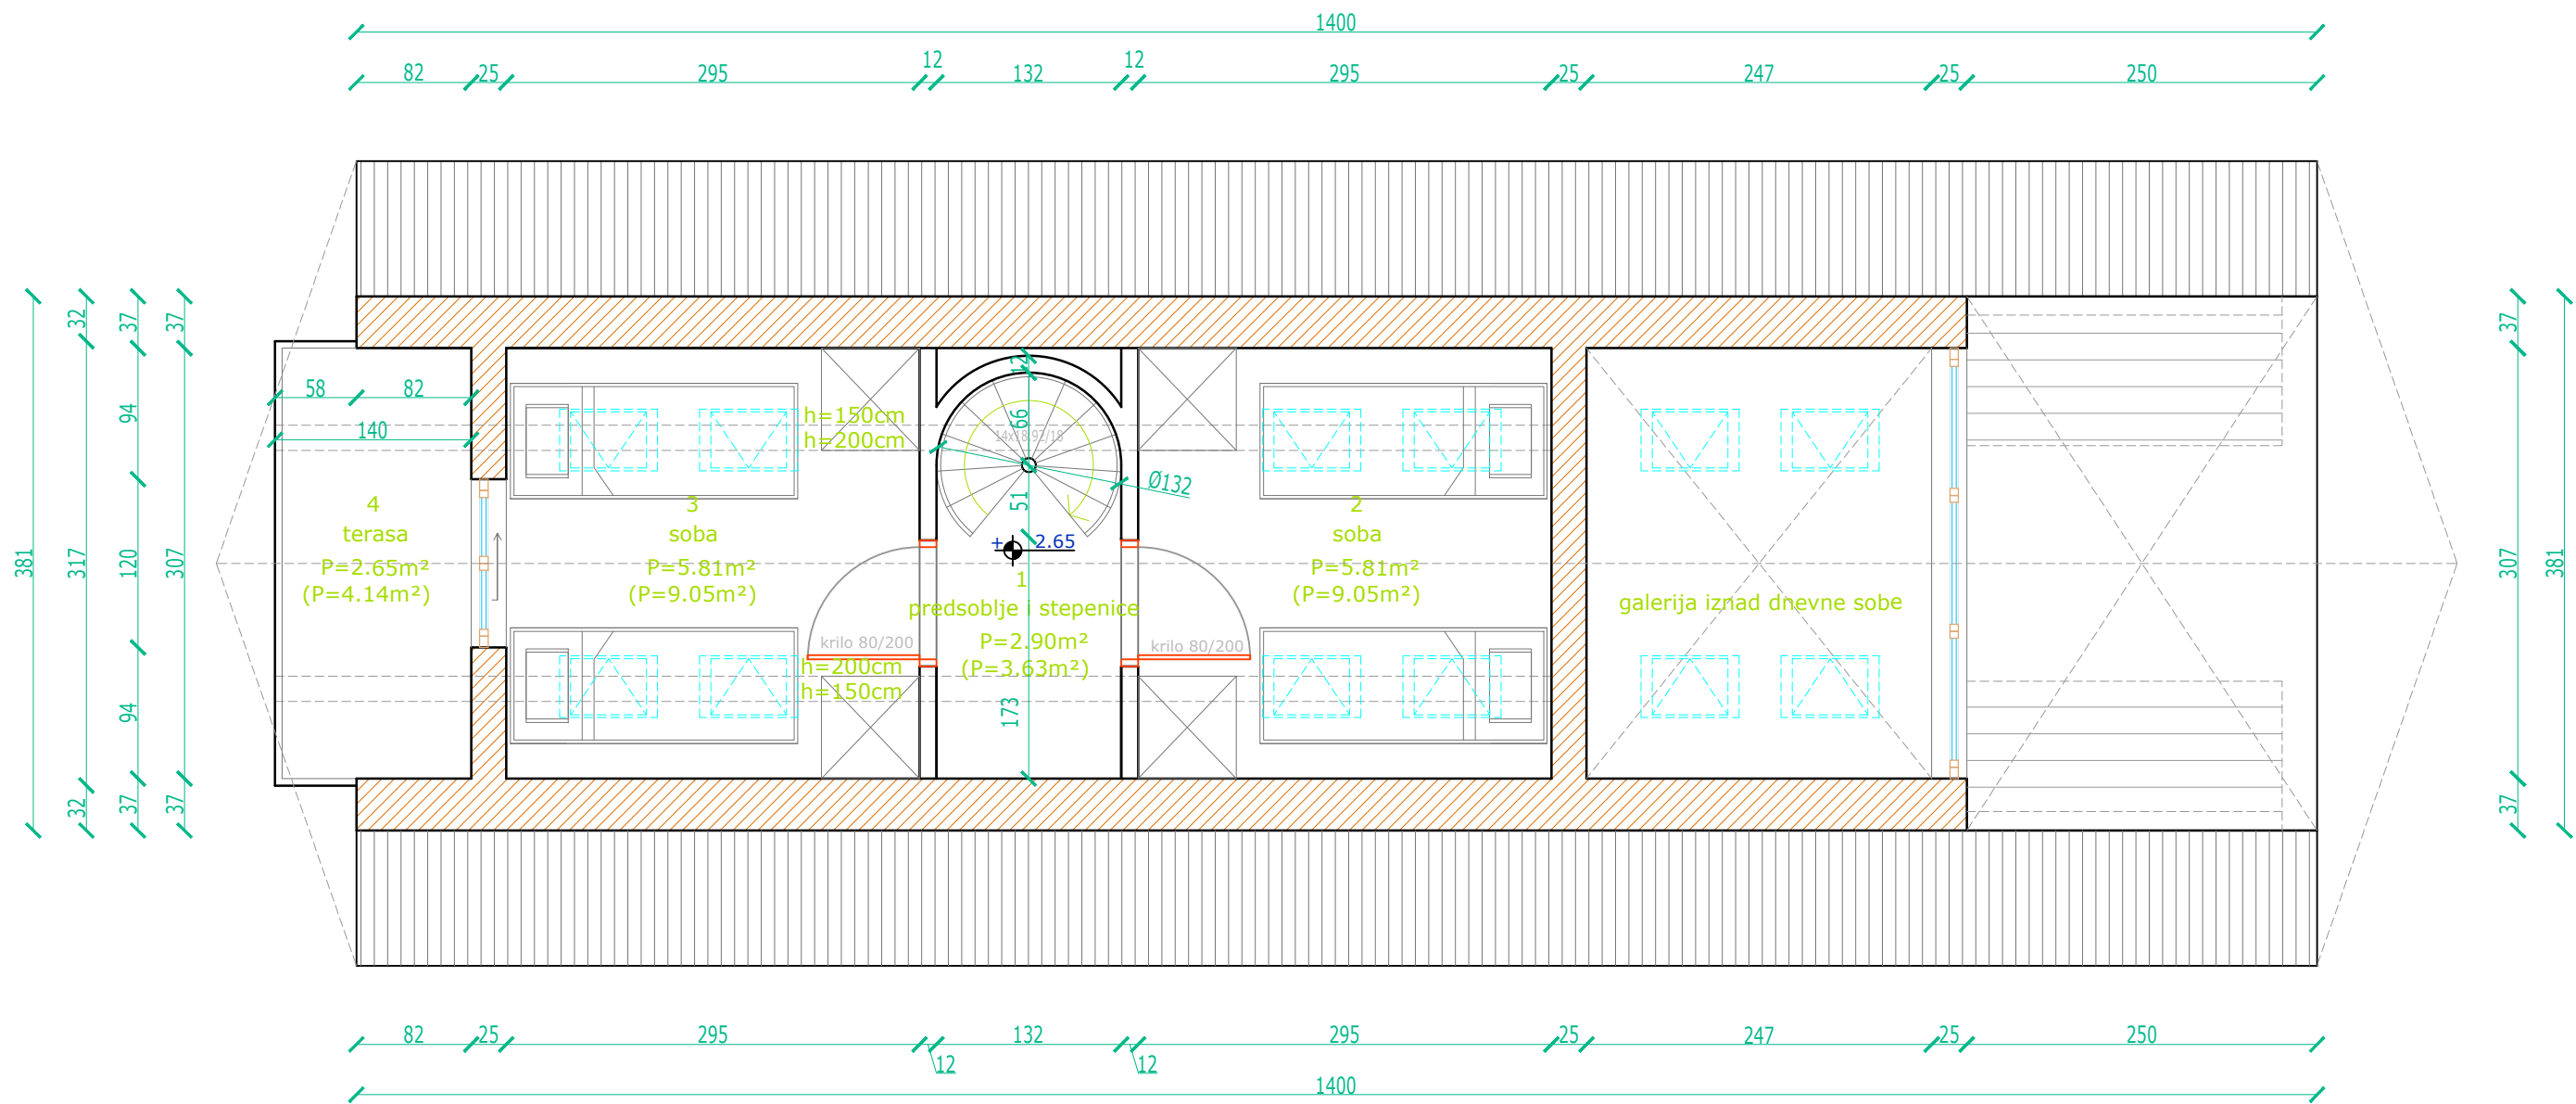 1400
82 25 295 12 132 12 295 25 247 25 250
381
32 317 32
37 94 120 94 37
37 307 37
37 307 37
381
58 82
140
4
terasa
P=2.65m²
(P=4.14m²)
h=150cm
h=200cm
3
soba
P=5.81m²
(P=9.05m²)
krilo 80/200
h=200cm
h=150cm
12
66
14x18.92/18
Ø132
51
+ 2.65
1
predsoblje i stepenice
P=2.90m²
(P=3.63m²)
173
2
soba
P=5.81m²
(P=9.05m²)
krilo 80/200
galerija iznad dnevne sobe
82 25 295 12 132 12 295 25 247 25 250
1400